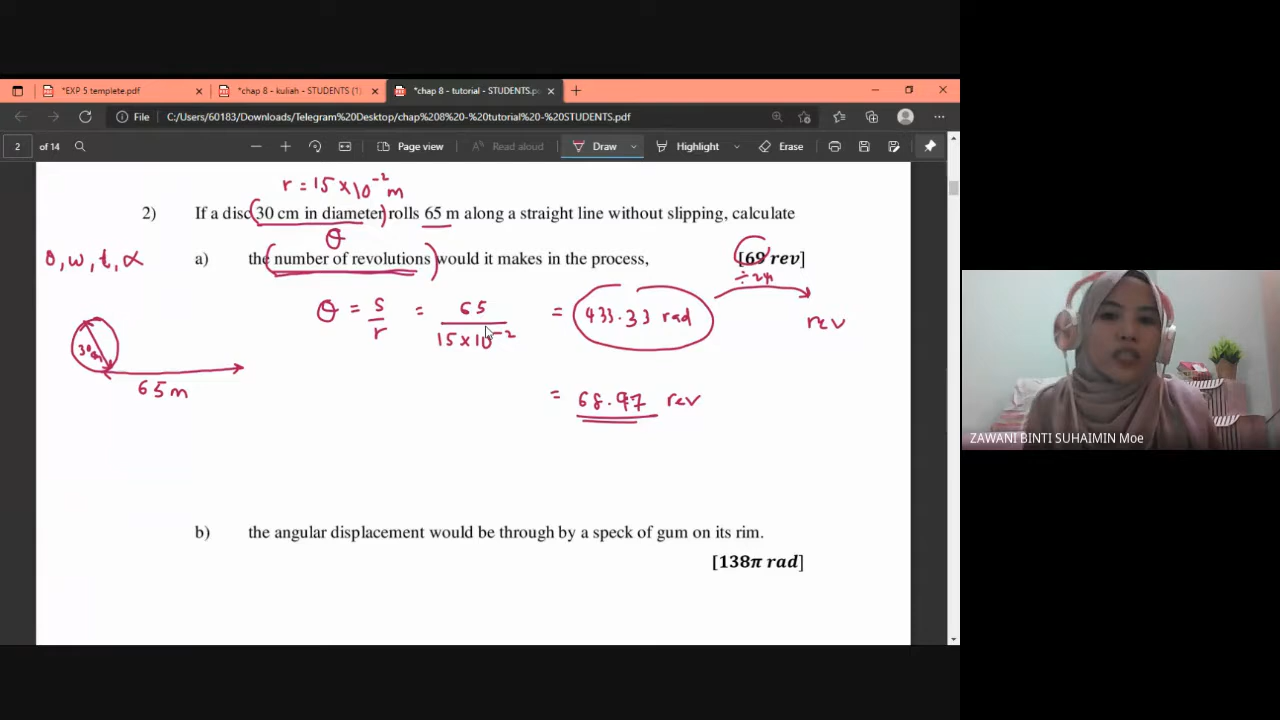 *EXP 5 templete.pdf
*chap 8 - kuliah - STUDENTS (1)
*chap 8 - tutorial - STUDENTS.p
File C:/Users/60183/Downloads/Telegram%20Desktop/chap%208%20-%20tutorial%20-%20STUDENTS.pdf
2 of 14 Page view Read aloud Draw Highlight Erase
r = 15 × 10⁻² m
2) If a disc (30 cm in diameter) rolls 65 m along a straight line without slipping, calculate
θ
θ, ω, t, α
a) the (number of revolutions) would it makes in the process, [69 rev]
÷ 2π
θ = s/r = 65/15×10⁻² = 433.33 rad
rev
30cm
65 m
= 68.97 rev
b) the angular displacement would be through by a speck of gum on its rim.
[138π rad]
ZAWANI BINTI SUHAIMIN Moe